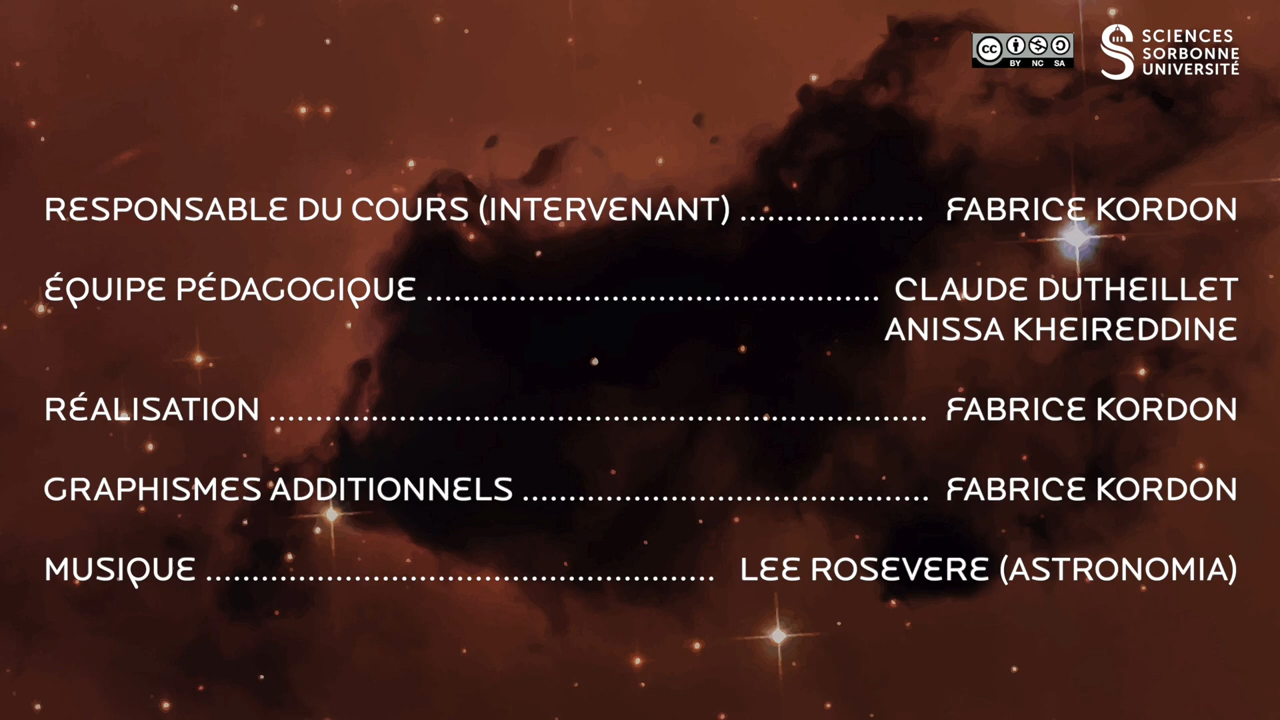 cc BY NC SA
SCIENCES
SORBONNE
UNIVERSITÉ
RESPONSABLE DU COURS (INTERVENANT) .................... FABRICE KORDON
ÉQUIPE PÉDAGOGIQUE ................................................. CLAUDE DUTHEILLET
ANISSA KHEIREDDINE
RÉALISATION ........................................................................ FABRICE KORDON
GRAPHISMES ADDITIONNELS ............................................ FABRICE KORDON
MUSIQUE ....................................................... LEE ROSEVERE (ASTRONOMIA)